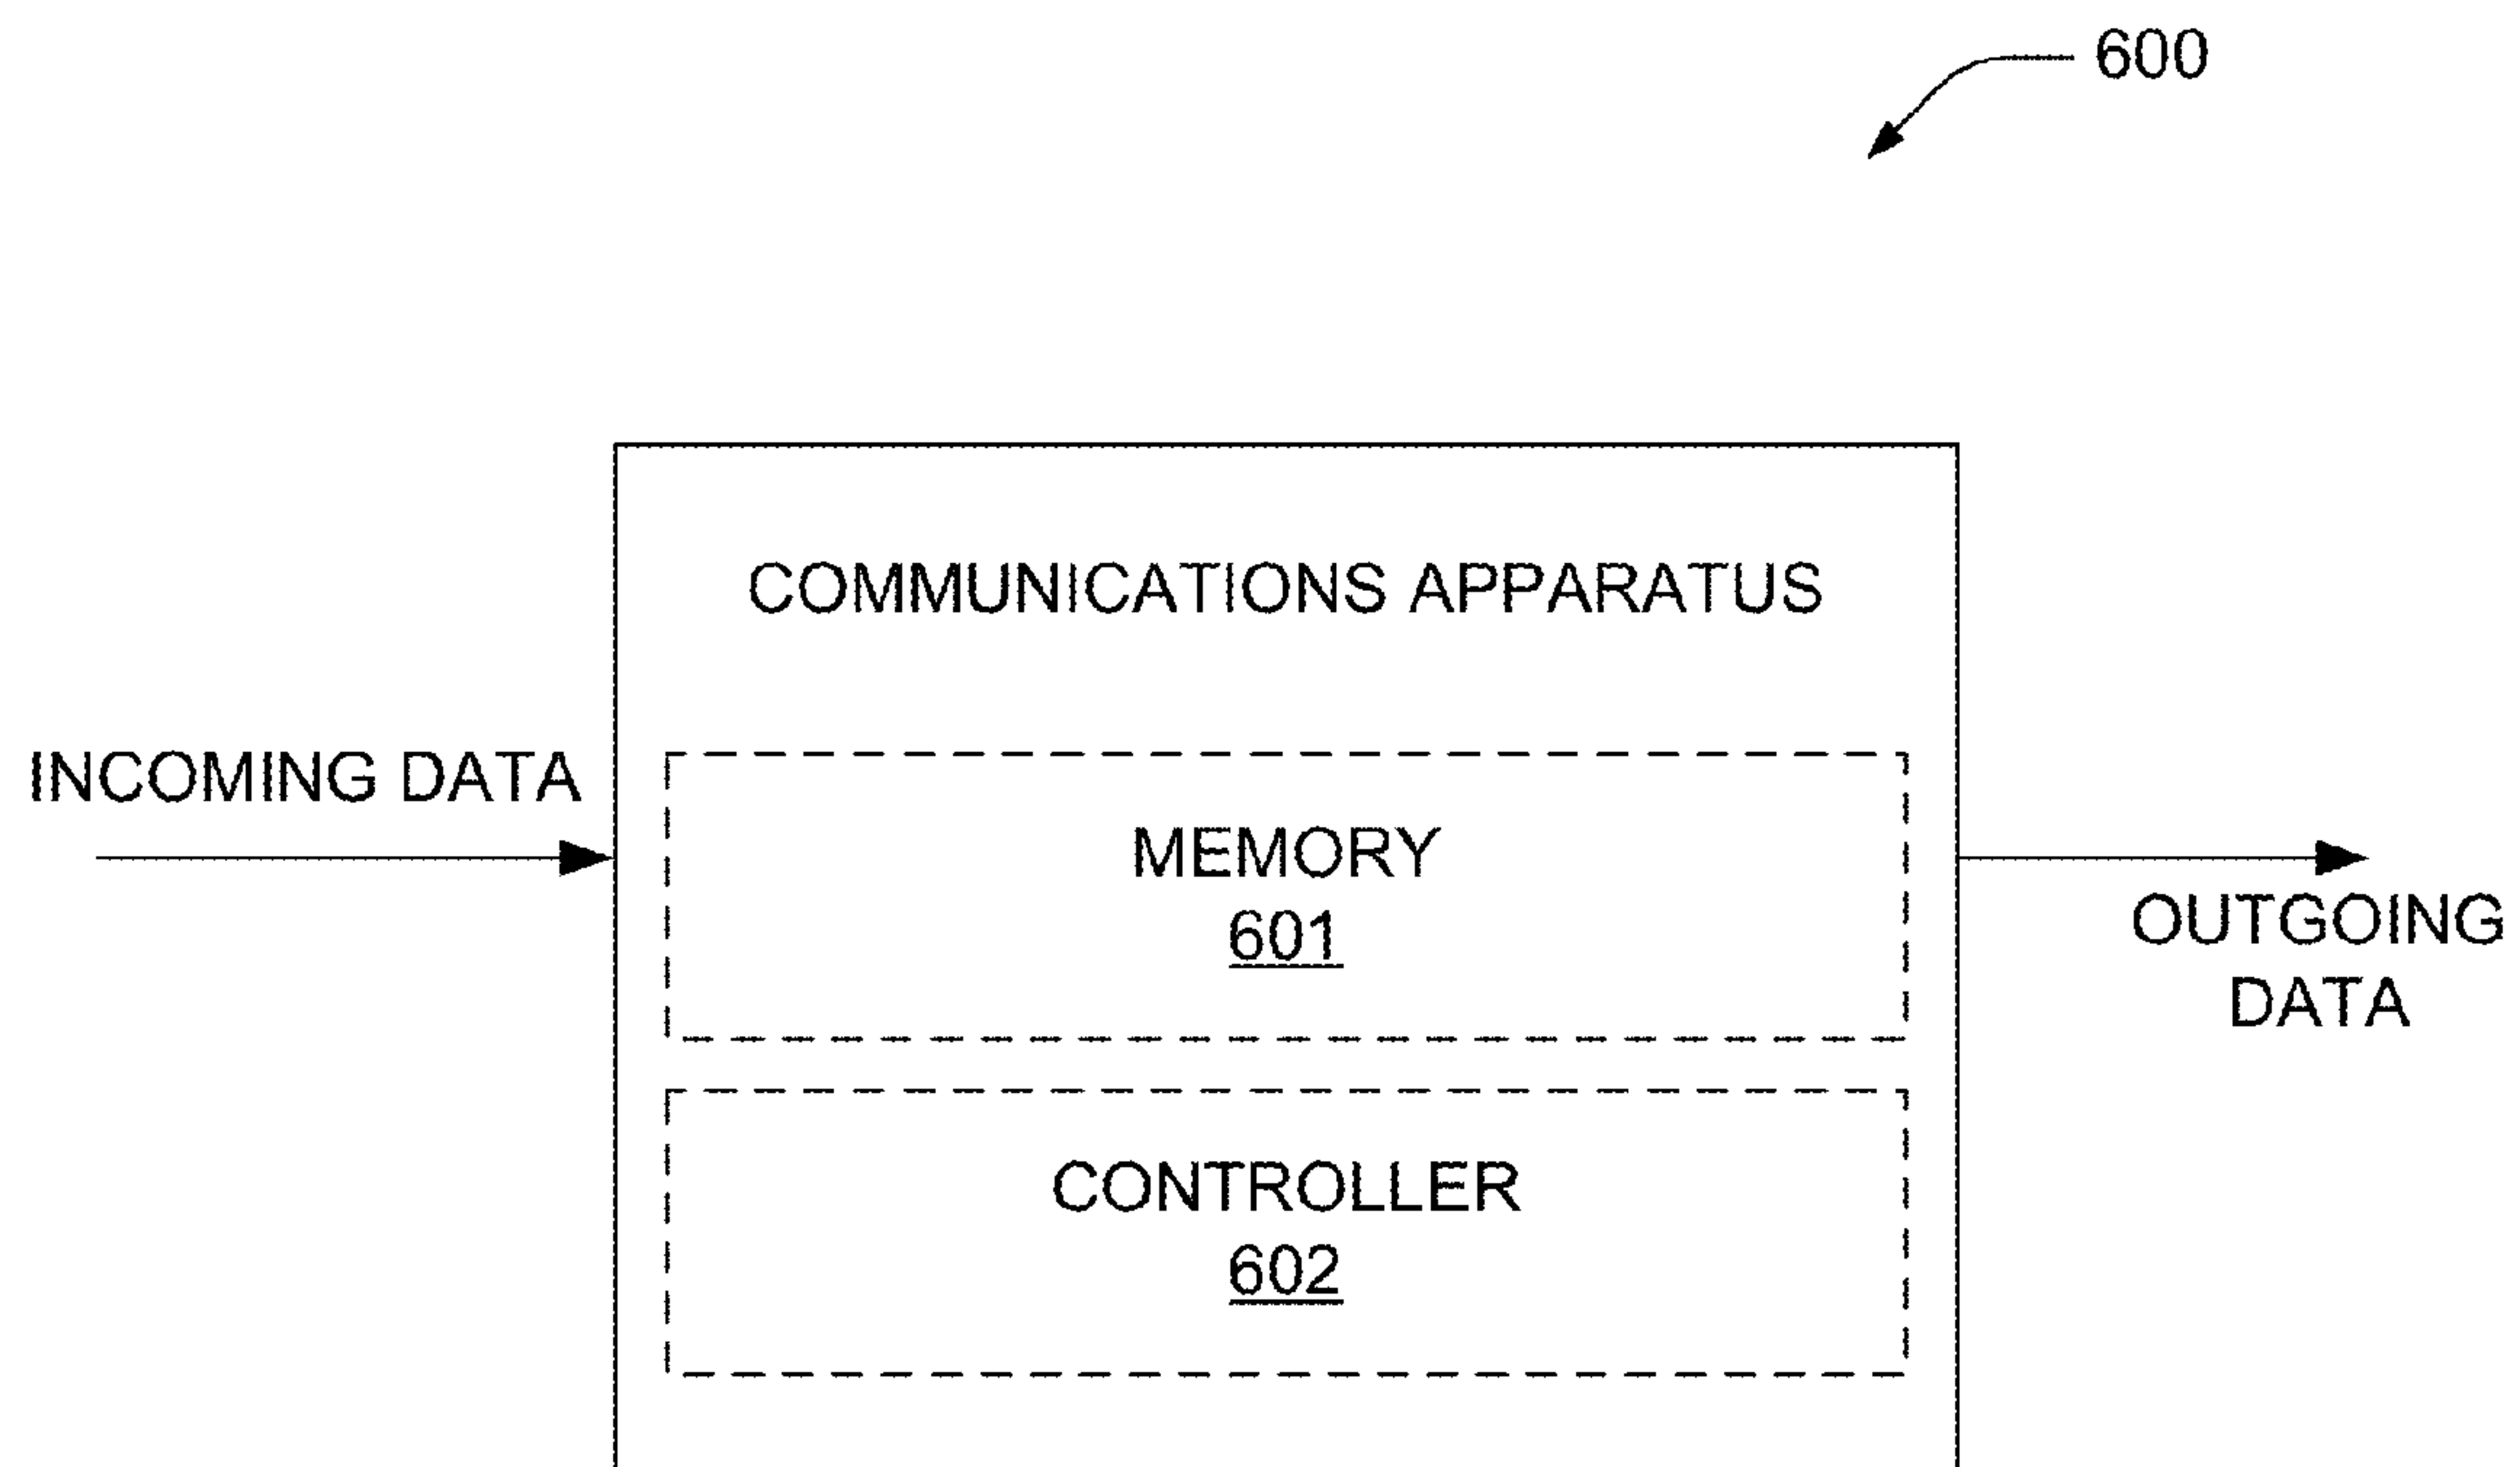 600
COMMUNICATIONS APPARATUS
INCOMING DATA
MEMORY
601
OUTGOING
DATA
CONTROLLER
602